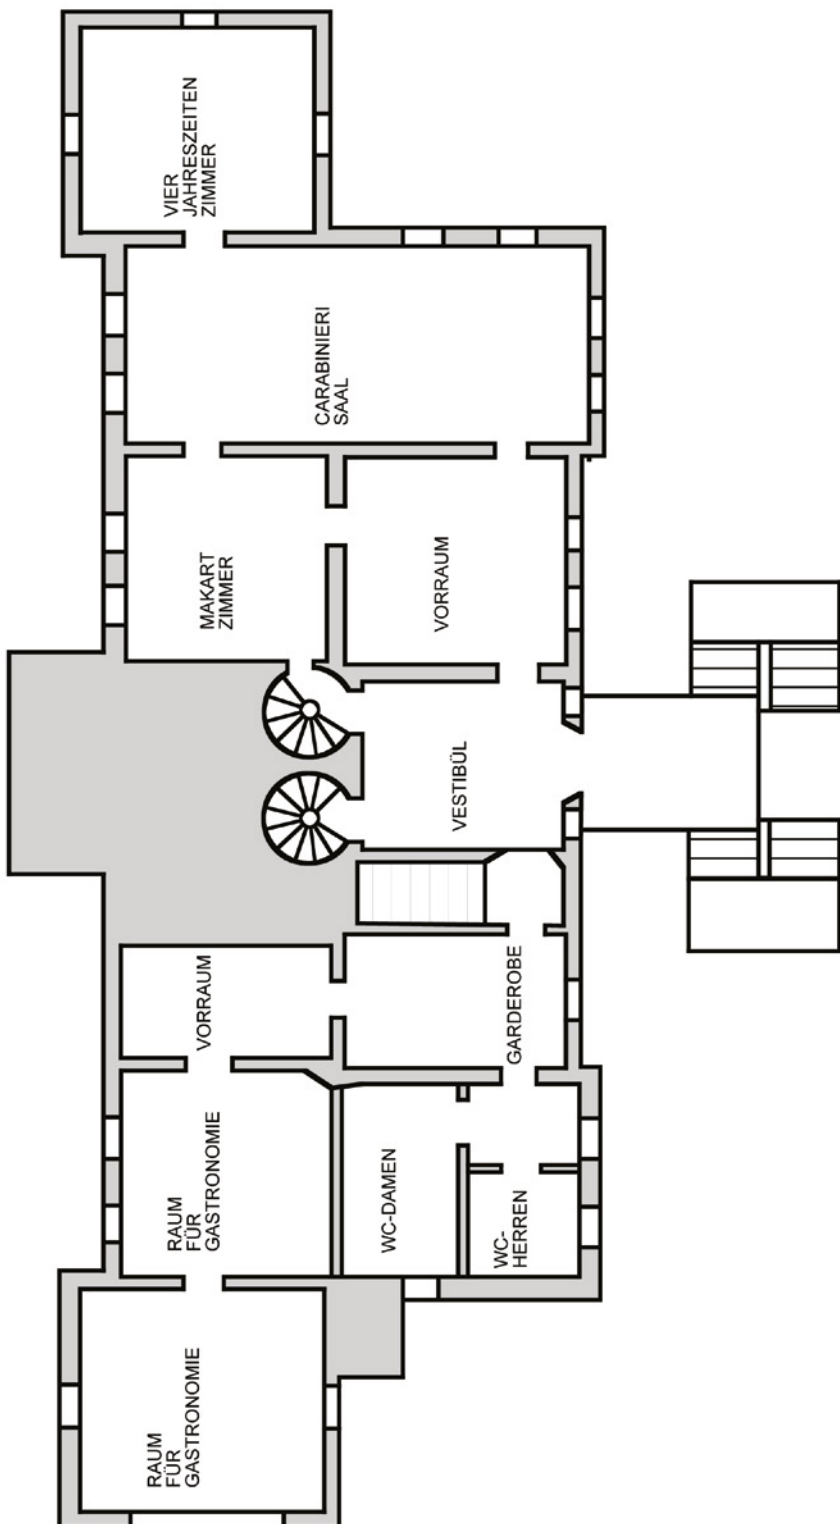 VIER
JAHRESZEITEN
ZIMMER
CARABINIERI
SAAL
MAKART
ZIMMER
VORRAUM
VESTIBÜL
VORRAUM
GARDEROBE
RAUM
FÜR
GASTRONOMIE
WC-DAMEN
WC-
HERREN
RAUM
FÜR
GASTRONOMIE